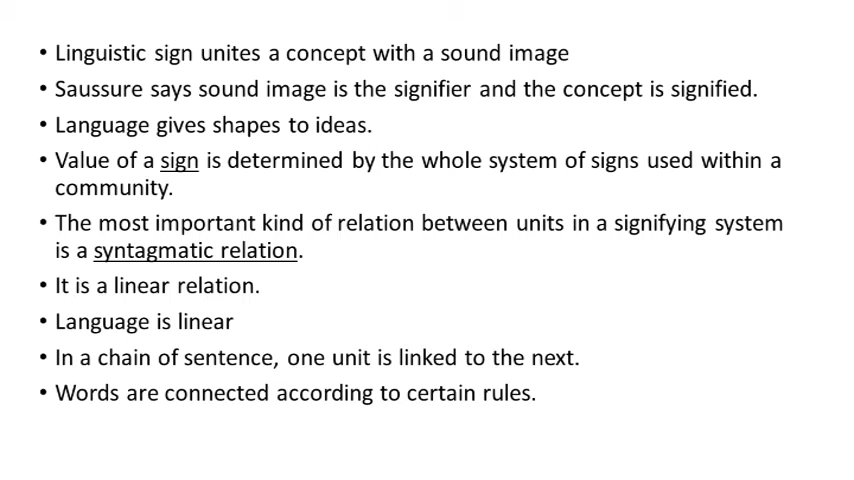 • Linguistic sign unites a concept with a sound image
• Saussure says sound image is the signifier and the concept is signified.
• Language gives shapes to ideas.
• Value of a sign is determined by the whole system of signs used within a
community.
• The most important kind of relation between units in a signifying system
is a syntagmatic relation.
• It is a linear relation.
• Language is linear
• In a chain of sentence, one unit is linked to the next.
• Words are connected according to certain rules.